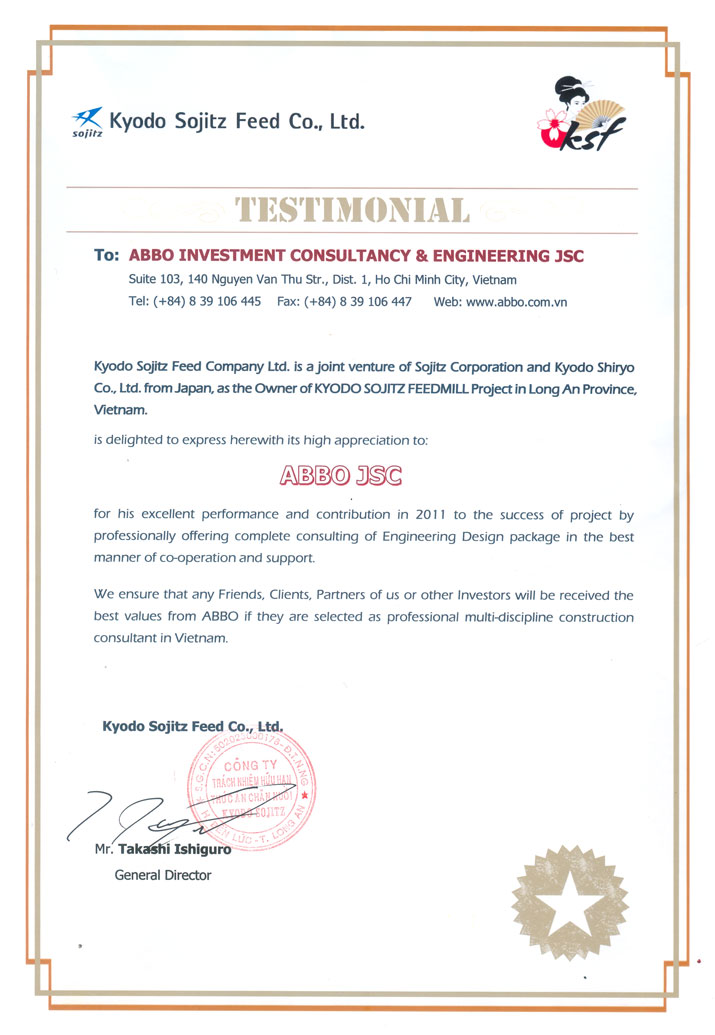 sojitz Kyodo Sojitz Feed Co., Ltd.
ksf
TESTIMONIAL
To: ABBO INVESTMENT CONSULTANCY & ENGINEERING JSC
Suite 103, 140 Nguyen Van Thu Str., Dist. 1, Ho Chi Minh City, Vietnam
Tel: (+84) 8 39 106 445 Fax: (+84) 8 39 106 447 Web: www.abbo.com.vn
Kyodo Sojitz Feed Company Ltd. is a joint venture of Sojitz Corporation and Kyodo Shiryo
Co., Ltd. from Japan, as the Owner of KYODO SOJITZ FEEDMILL Project in Long An Province,
Vietnam.
is delighted to express herewith its high appreciation to:
ABBO JSC
for his excellent performance and contribution in 2011 to the success of project by
professionally offering complete consulting of Engineering Design package in the best
manner of co-operation and support.
We ensure that any Friends, Clients, Partners of us or other Investors will be received the
best values from ABBO if they are selected as professional multi-discipline construction
consultant in Vietnam.
Kyodo Sojitz Feed Co., Ltd.
CÔNG TY
TRÁCH NHIỆM HỮU HẠN
THỨC ĂN CHĂN NUÔI
KYODO SOJITZ
LỨC - T. LONG AN
Mr. Takashi Ishiguro
General Director